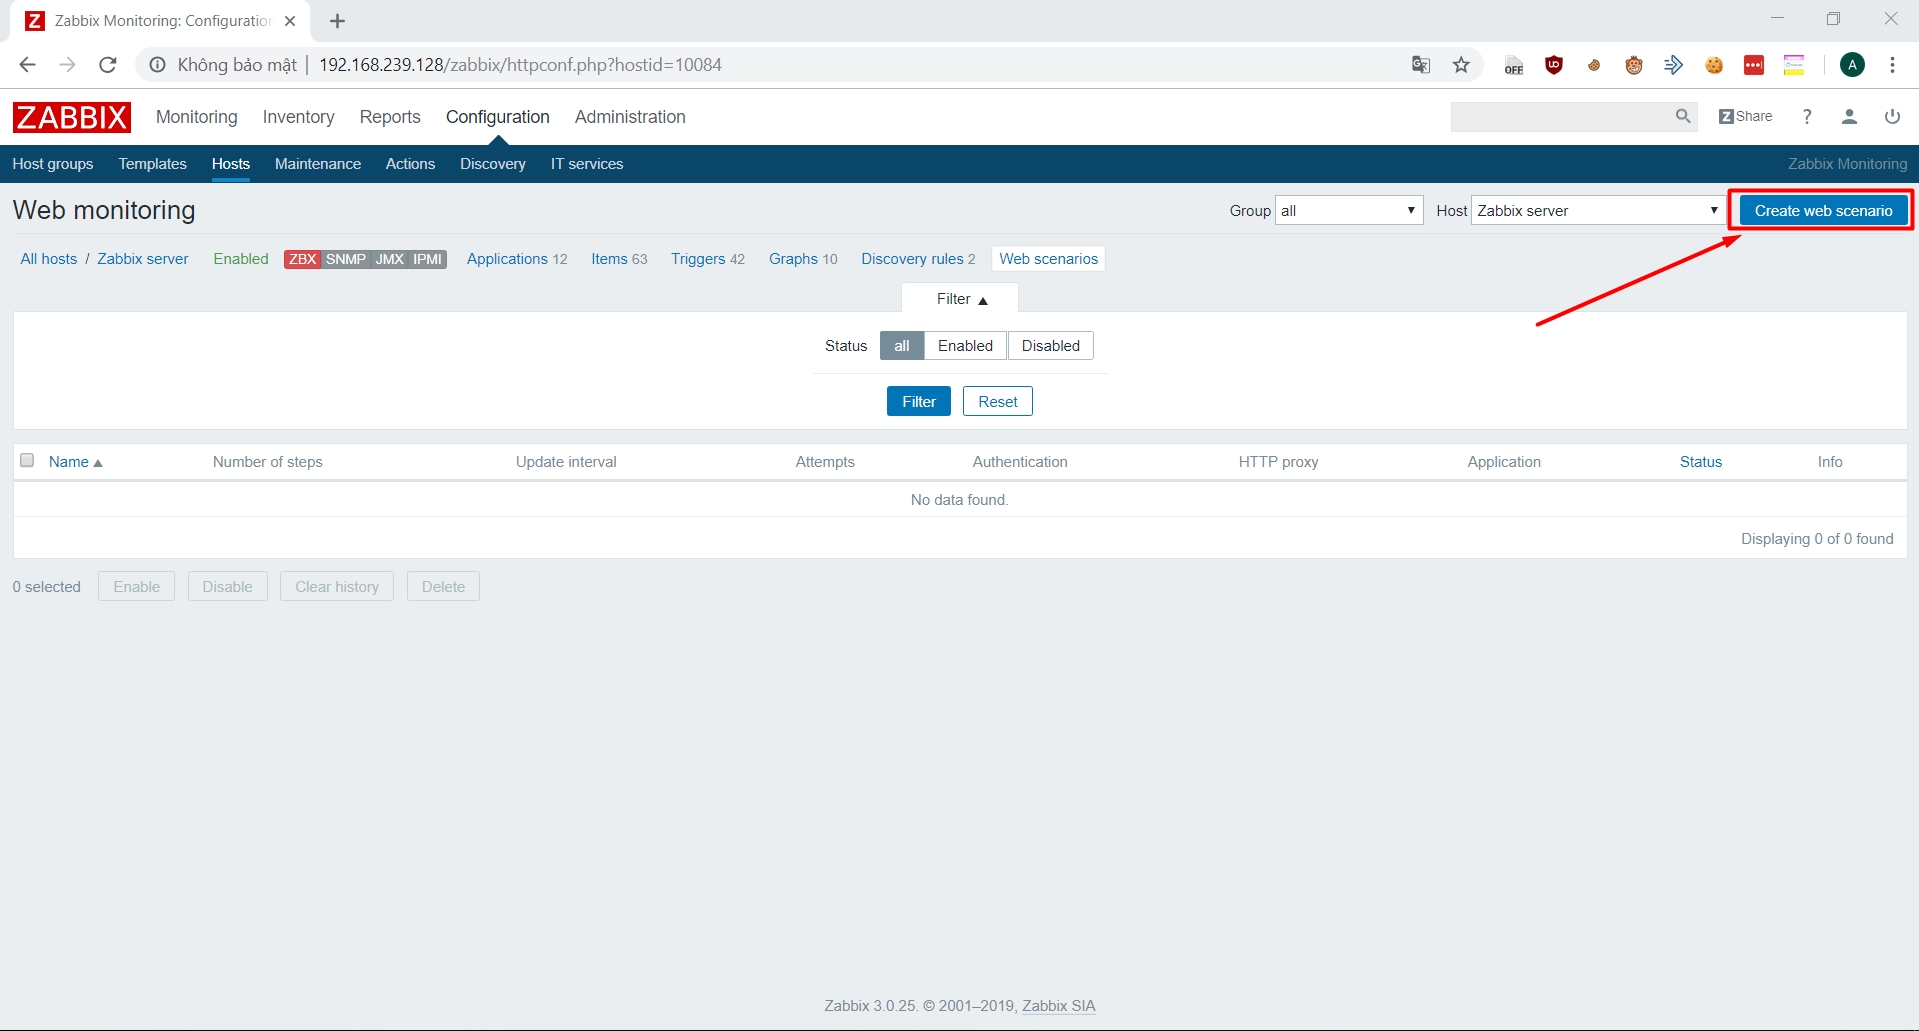 Z Zabbix Monitoring: Configuration
Không bảo mật 192.168.239.128/zabbix/httpconf.php?hostid=10084 OFF A
ZABBIX Monitoring Inventory Reports Configuration Administration Z Share ?
Host groups Templates Hosts Maintenance Actions Discovery IT services Zabbix Monitoring
Web monitoring Group all Host Zabbix server Create web scenario
All hosts / Zabbix server Enabled ZBX SNMP JMX IPMI Applications 12 Items 63 Triggers 42 Graphs 10 Discovery rules 2 Web scenarios
Filter ▲
Status all Enabled Disabled
Filter Reset
Name ▲ Number of steps Update interval Attempts Authentication HTTP proxy Application Status Info
No data found.
Displaying 0 of 0 found
0 selected Enable Disable Clear history Delete
Zabbix 3.0.25. © 2001–2019, Zabbix SIA